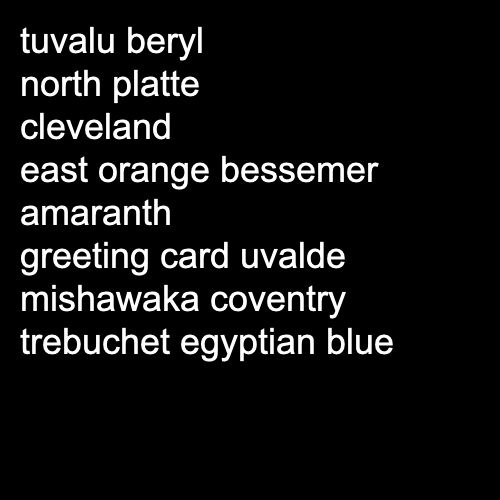 tuvalu beryl
north platte
cleveland
east orange bessemer
amaranth
greeting card uvalde
mishawaka coventry
trebuchet egyptian blue